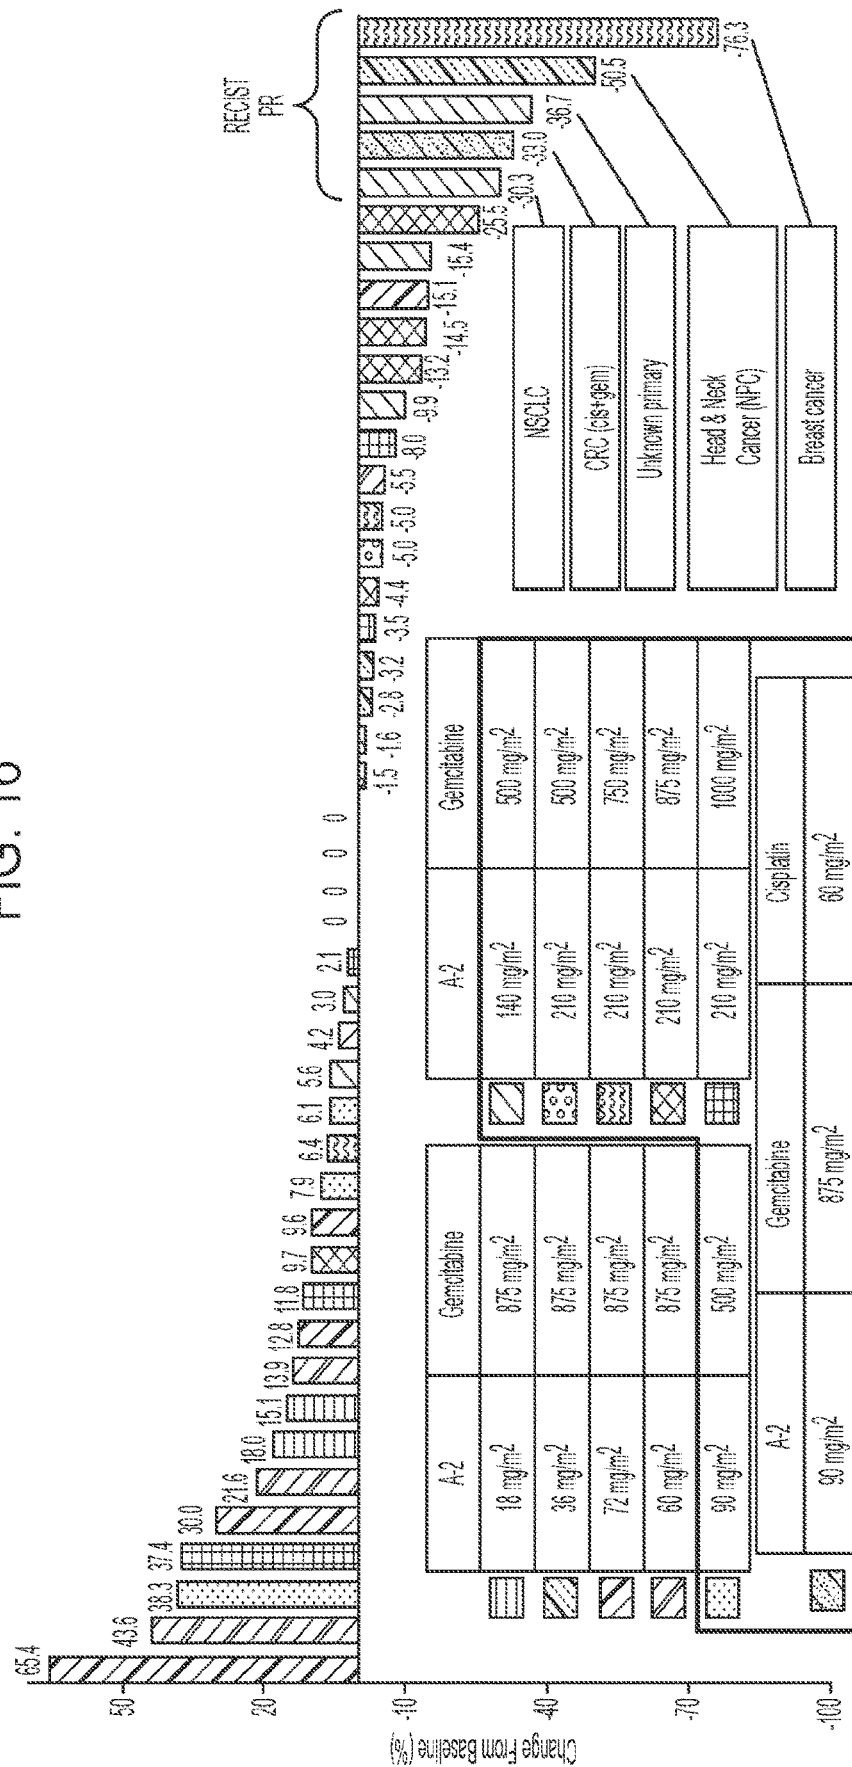 FIG. 16
RECIST
PR
Change From Baseline (%)
50
20
-10
-40
-70
-100
65.4
43.6
38.3
37.4
30.0
21.6
18.0
15.1
13.9
12.8
11.8
9.7
9.6
7.9
6.4
6.1
5.6
4.2
3.0
2.1
0
0
0
0
-1.5
-1.6
-2.8
-3.2
-3.5
-4.4
-5.0
-5.0
-5.5
-8.0
-9.9
-13.2
-14.5
-15.1
-15.4
-25.5
-30.3
-33.0
-36.7
-50.5
-76.3
A-2 Gemcitabine
18 mg/m2 875 mg/m2
36 mg/m2 875 mg/m2
72 mg/m2 875 mg/m2
60 mg/m2 875 mg/m2
90 mg/m2 500 mg/m2
A-2 Gemcitabine
140 mg/m2 500 mg/m2
210 mg/m2 500 mg/m2
210 mg/m2 750 mg/m2
210 mg/m2 875 mg/m2
210 mg/m2 1000 mg/m2
A-2 Gemcitabine Cisplatin
90 mg/m2 875 mg/m2 60 mg/m2
NSCLC
CRC (cis+gem)
Unknown primary
Head & Neck
Cancer (NPC)
Breast cancer